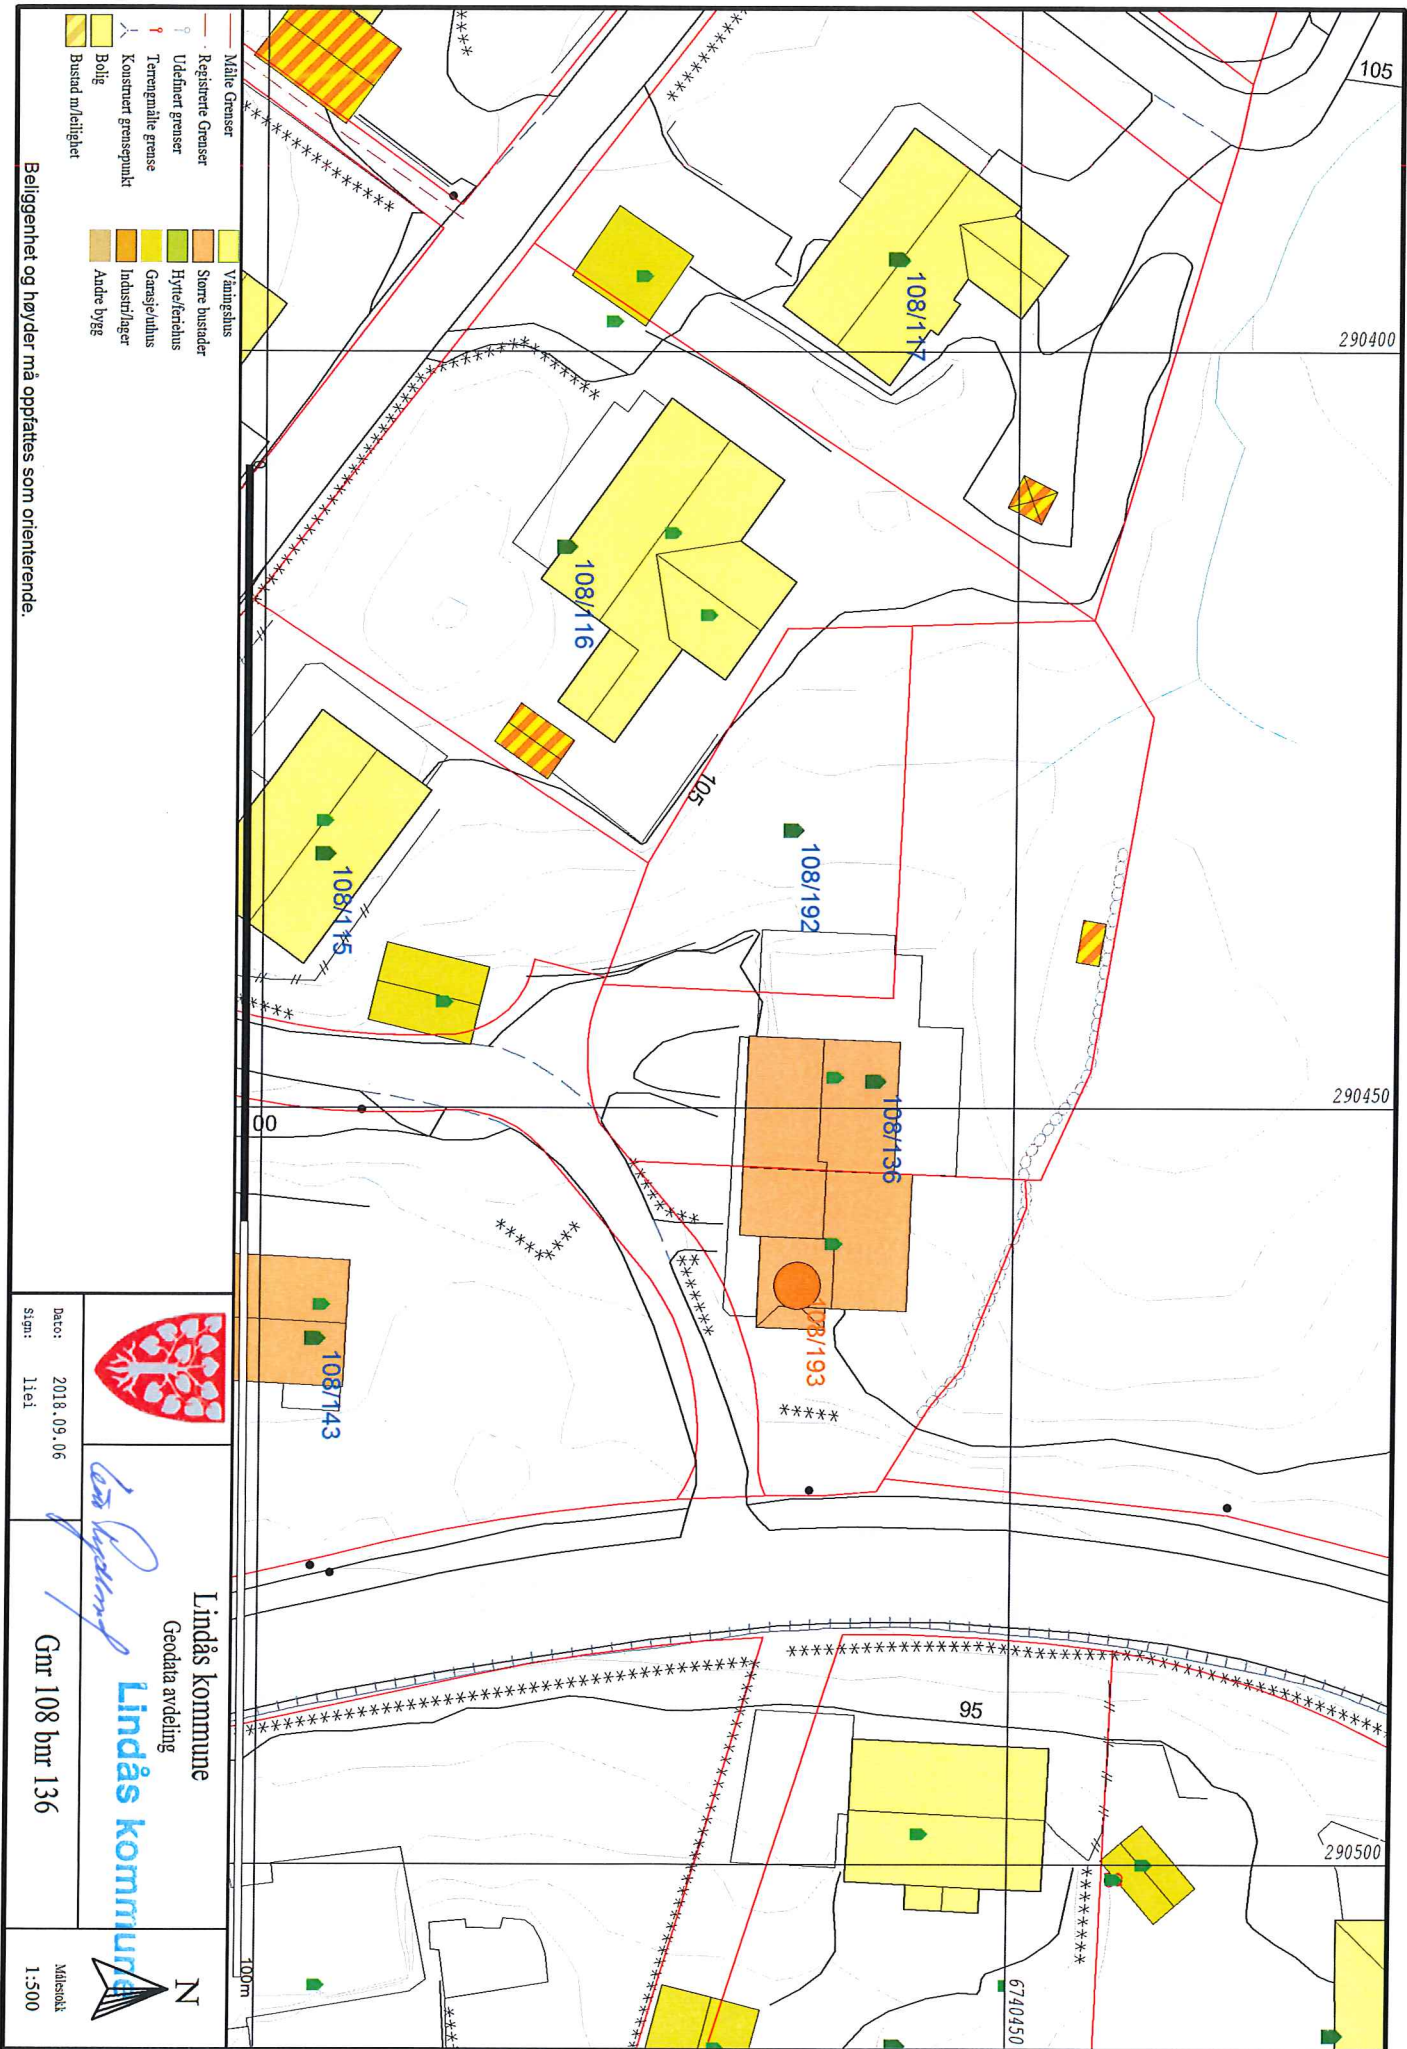 105
290400
108/117
108/116
105
108/192
108/115
290450
108/136
00
108/193
108/143
95
290500
6740450
100m
Målte Grenser
Registrerte Grenser
Udefinert grenser
Terrengmålte grense
Konstruert grensepunkt
Bolig
Bustad m/leilighet
Våningshus
Større bustader
Hytte/feriehus
Garasje/uthus
Industri/lager
Andre bygg
Beliggenhet og høyder må oppfattes som orienterende.
Lindås kommune
Geodata avdeling
Lindås kommune
Dato: 2018.09.06
Sign: liei
Gnr 108 bnr 136
N
Målestokk
1:500